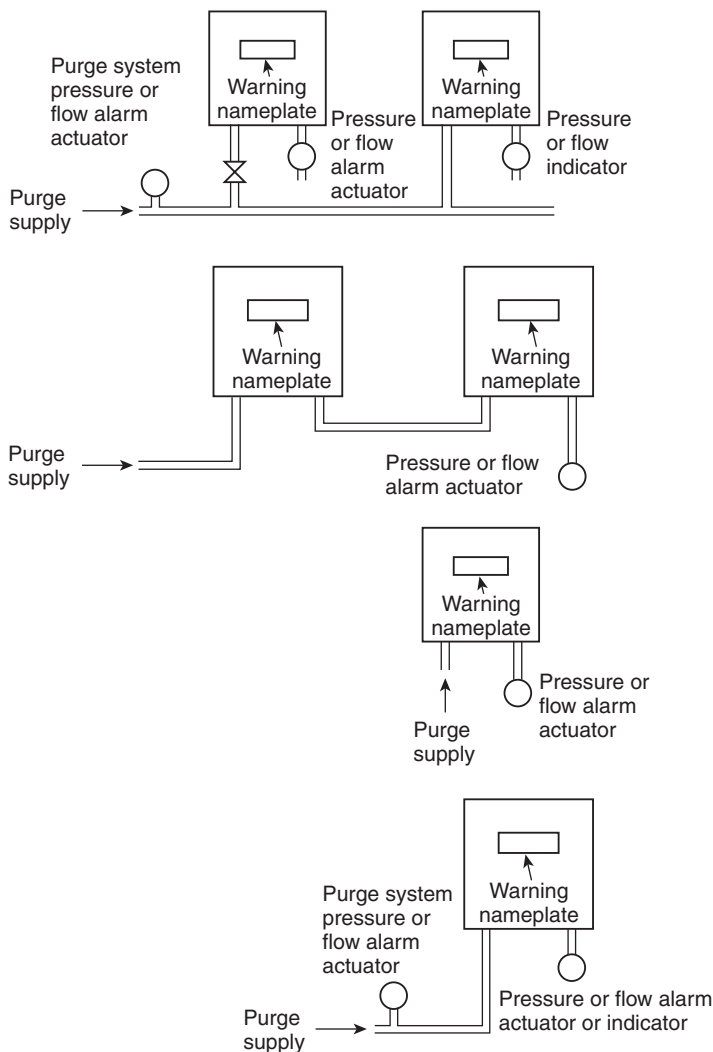 Purge system
pressure or
flow alarm
actuator
Warning
nameplate
Pressure
or flow
alarm
actuator
Warning
nameplate
Pressure
or flow
indicator
Purge
supply
Warning
nameplate
Warning
nameplate
Purge
supply
Pressure or flow
alarm actuator
Warning
nameplate
Pressure or
flow alarm
actuator
Purge
supply
Warning
nameplate
Purge system
pressure or
flow alarm
actuator
Pressure or flow alarm
actuator or indicator
Purge
supply